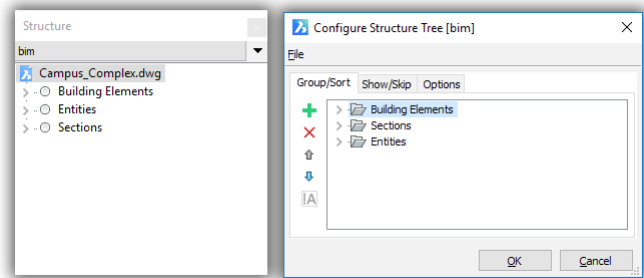 Structure
bim
Campus_Complex.dwg
Building Elements
Entities
Sections
Configure Structure Tree [bim]
File
Group/Sort
Show/Skip
Options
Building Elements
Sections
Entities
!A
OK
Cancel